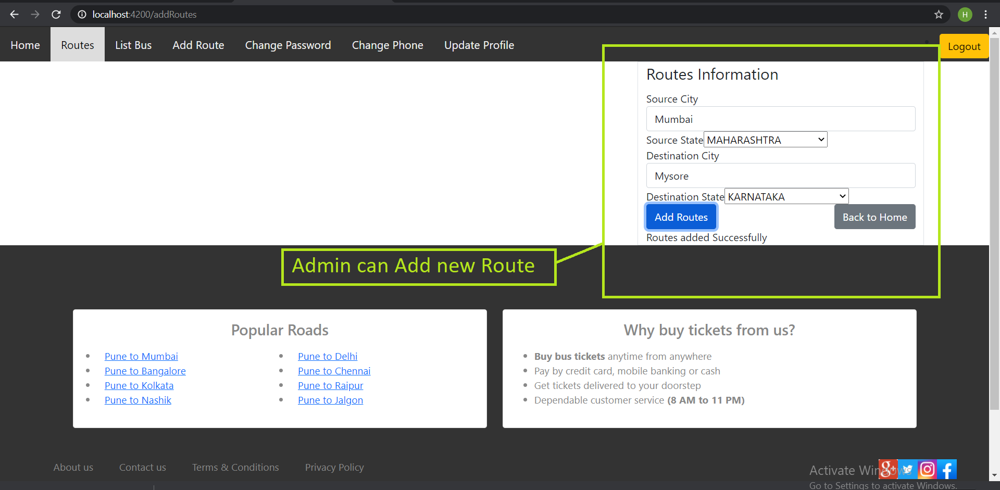 localhost:4200/addRoutes
H
Home Routes List Bus Add Route Change Password Change Phone Update Profile Logout
Routes Information
Source City
Mumbai
Source State MAHARASHTRA
Destination City
Mysore
Destination State KARNATAKA
Add Routes Back to Home
Routes added Successfully
Admin can Add new Route
Popular Roads
Pune to Mumbai Pune to Delhi
Pune to Bangalore Pune to Chennai
Pune to Kolkata Pune to Raipur
Pune to Nashik Pune to Jalgon
Why buy tickets from us?
Buy bus tickets anytime from anywhere
Pay by credit card, mobile banking or cash
Get tickets delivered to your doorstep
Dependable customer service (8 AM to 11 PM)
About us Contact us Terms & Conditions Privacy Policy
Activate Windows
g+ f
Go to Settings to activate Windows.